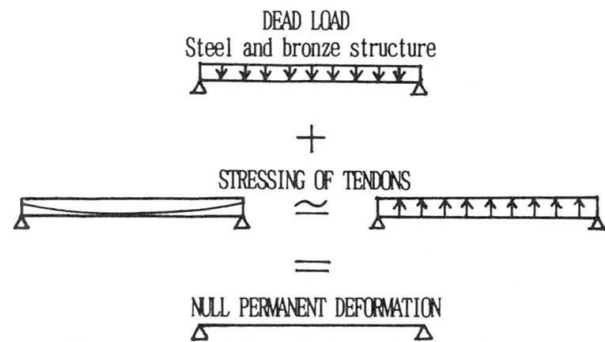 DEAD LOAD
Steel and bronze structure
+
STRESSING OF TENDONS
≃
=
NULL PERMANENT DEFORMATION